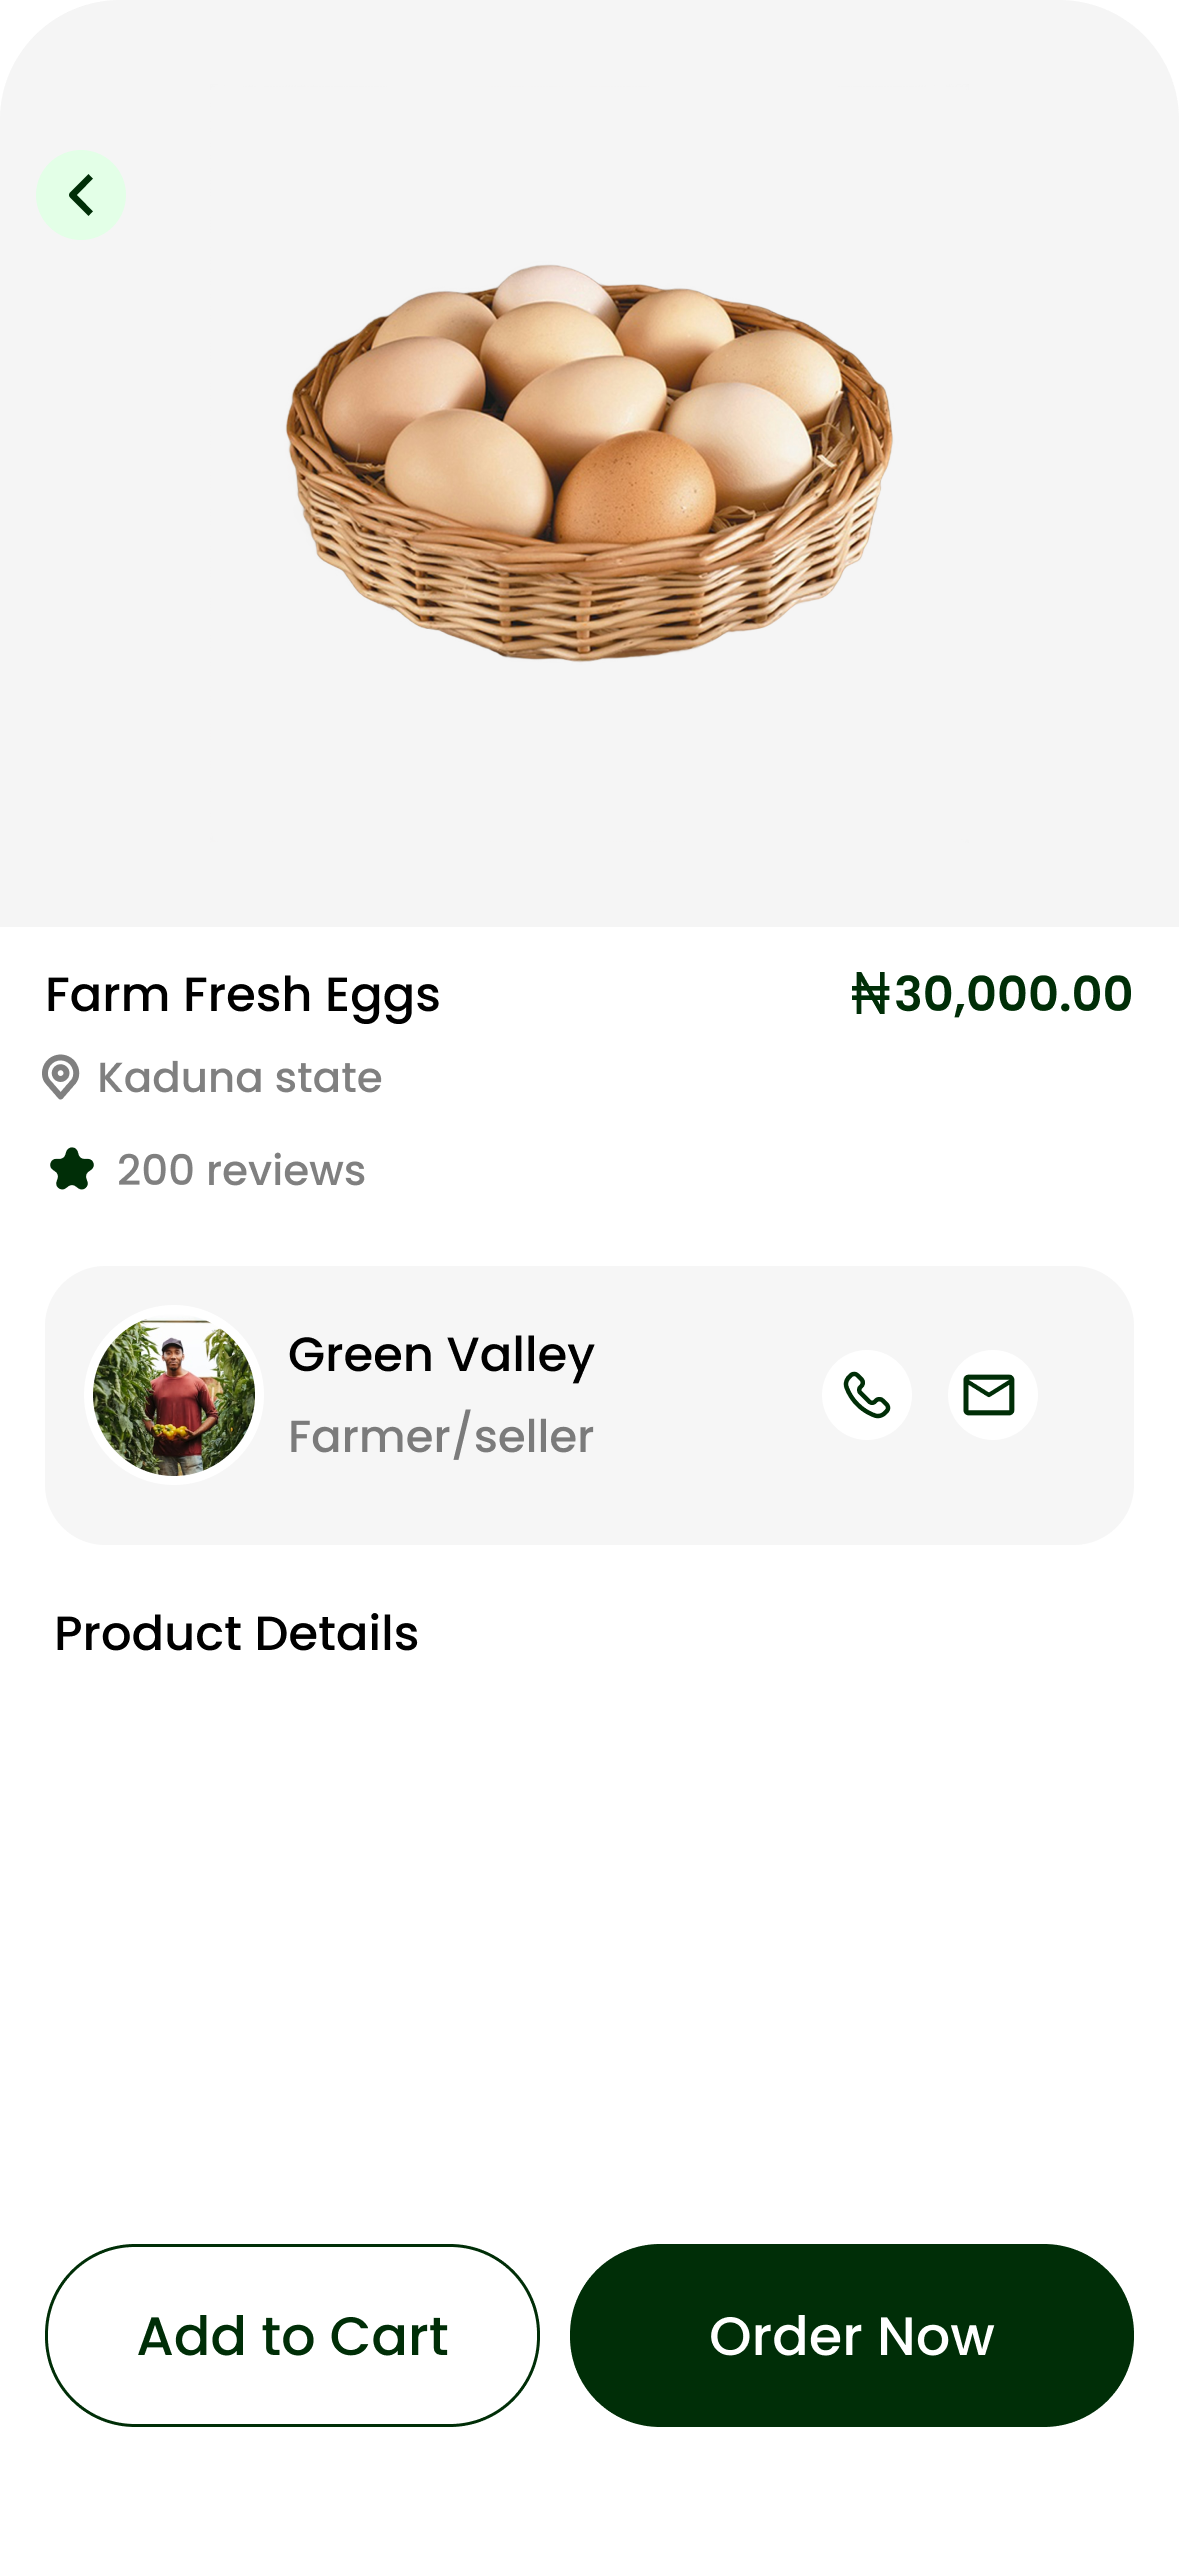 Farm Fresh Eggs
₦30,000.00
Kaduna state
200 reviews
Green Valley
Farmer/seller
Product Details
Add to Cart
Order Now